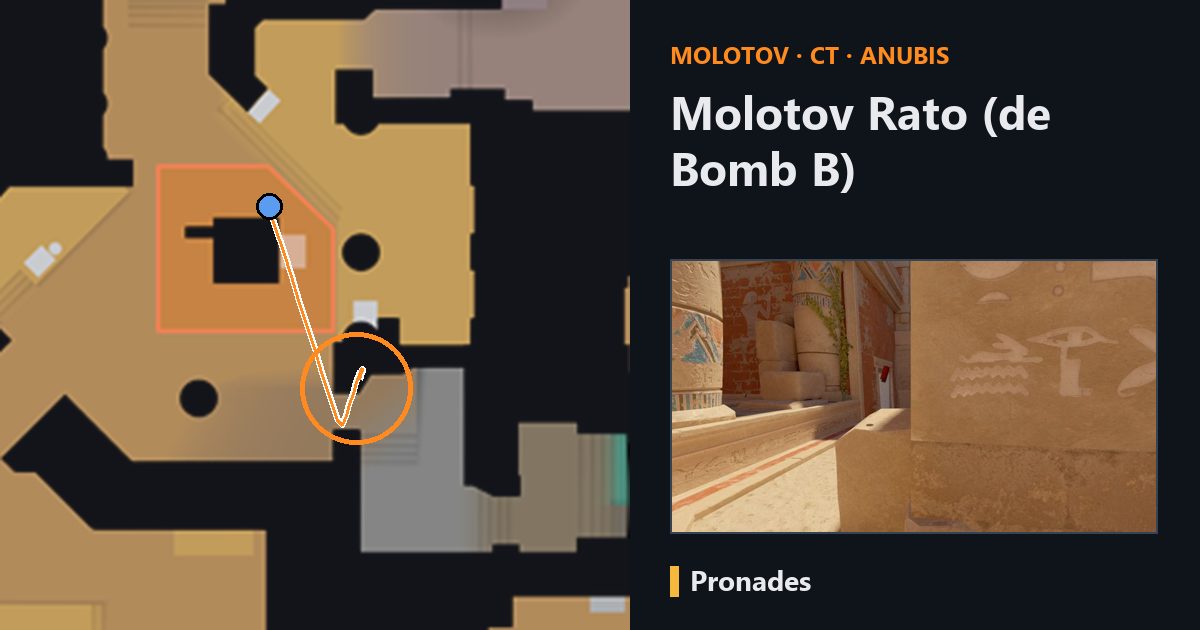 MOLOTOV · CT · ANUBIS
Molotov Rato (de
Bomb B)
Pronades